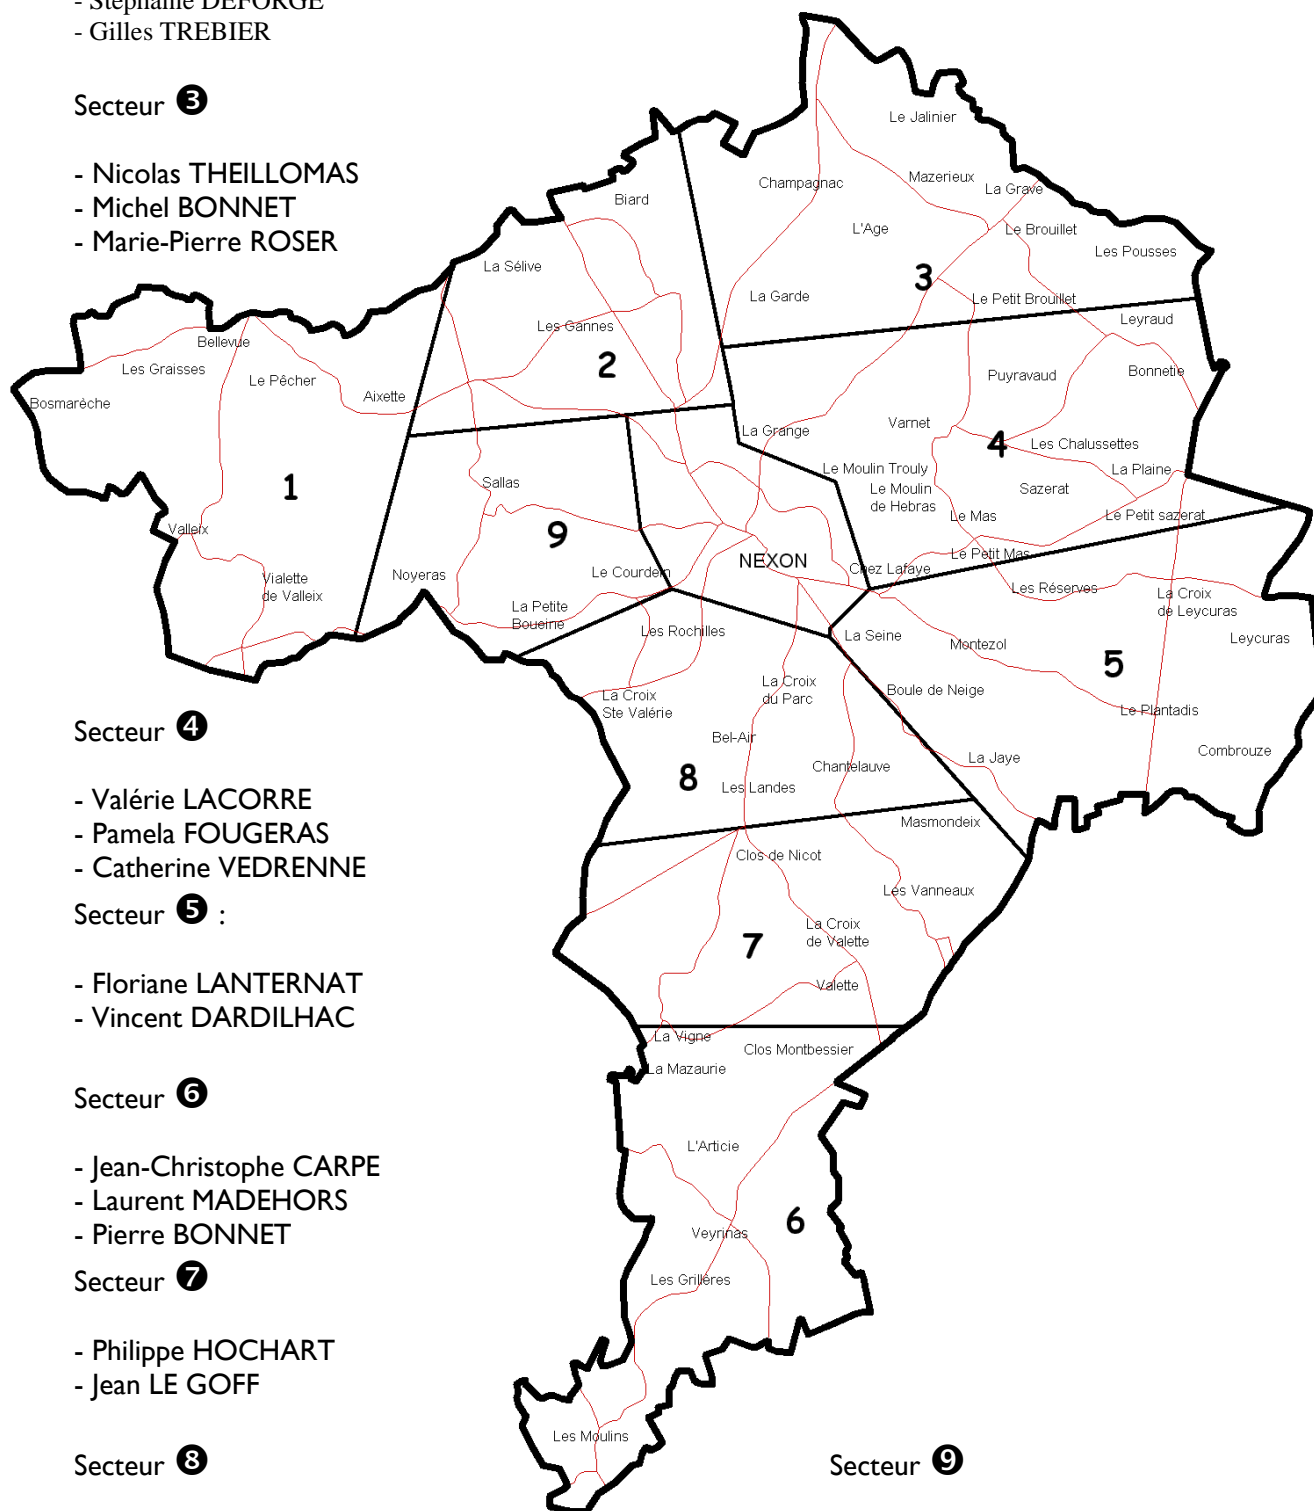 - Stéphanie DEFORGE
- Gilles TREBIER
Secteur ❸
- Nicolas THEILLOMAS
- Michel BONNET
- Marie-Pierre ROSER
Le Jalinier
Champagnac
Mazerieux
La Grave
Biard
L'Age
Le Brouillet
Les Pousses
La Sélive
3
La Garde
Le Petit Brouillet
Leyraud
Les Gannes
Bellevue
2
Les Graisses
Le Pêcher
Puyravaud
Bonnetie
Aixette
Bosmarèche
La Grange
Varnet
Les Chalussettes
4
Le Moulin Trouly
La Plaine
1
Sallas
Le Moulin
de Hebras
Sazerat
Le Mas
Le Petit sazerat
Valleix
9
Le Petit Mas
NEXON
Chez Lafaye
Noyeras
Le Courdein
Vialette
de Valleix
Les Réserves
La Croix
de Leycuras
La Petite
Boueine
Les Rochilles
La Seine
Montezol
Leycuras
5
La Croix
du Parc
Boule de Neige
La Croix
Ste Valérie
Le Plantadis
Secteur ❹
Bel-Air
Combrouze
Chantelauve
La Jaye
8
Les Landes
- Valérie LACORRE
- Pamela FOUGERAS
- Catherine VEDRENNE
Masmondeix
Clos de Nicot
Les Vanneaux
Secteur ❺ :
La Croix
de Valette
7
- Floriane LANTERNAT
- Vincent DARDILHAC
Valette
La Vigne
Clos Montbessier
La Mazaurie
Secteur ❻
L'Articie
- Jean-Christophe CARPE
- Laurent MADEHORS
- Pierre BONNET
6
Veyrinas
Les Grillères
Secteur ❼
- Philippe HOCHART
- Jean LE GOFF
Les Moulins
Secteur ❽
Secteur ❾